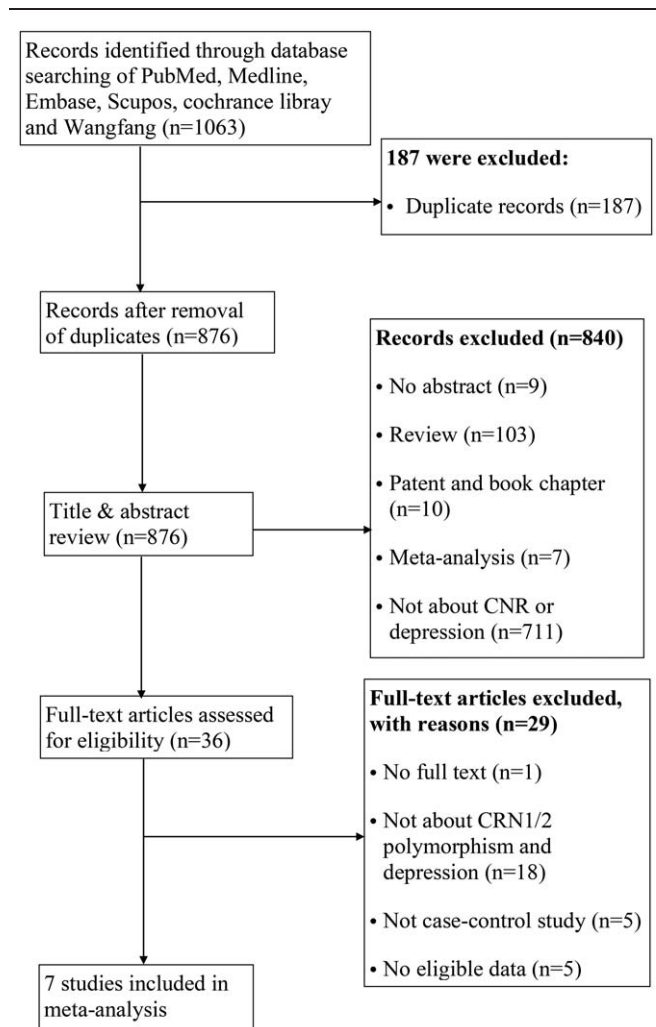 Records identified through database
searching of PubMed, Medline,
Embase, Scupos, cochrance libray
and Wangfang (n=1063)
187 were excluded:
• Duplicate records (n=187)
Records after removal
of duplicates (n=876)
Records excluded (n=840)
• No abstract (n=9)
• Review (n=103)
• Patent and book chapter
(n=10)
• Meta-analysis (n=7)
• Not about CNR or
depression (n=711)
Title & abstract
review (n=876)
Full-text articles assessed
for eligibility (n=36)
Full-text articles excluded,
with reasons (n=29)
• No full text (n=1)
• Not about CRN1/2
polymorphism and
depression (n=18)
• Not case-control study (n=5)
• No eligible data (n=5)
7 studies included in
meta-analysis